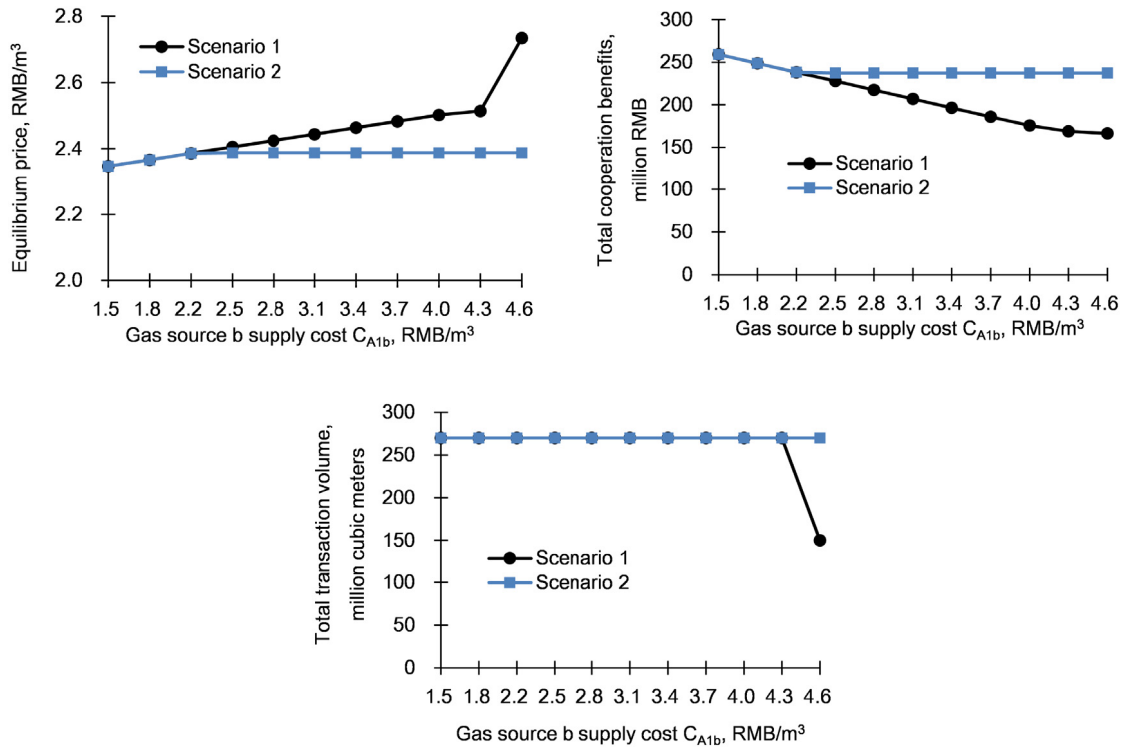 Equilibrium price, RMB/m³
2.8
2.6
2.4
2.2
2.0
Scenario 1
Scenario 2
1.5 1.8 2.2 2.5 2.8 3.1 3.4 3.7 4.0 4.3 4.6
Gas source b supply cost C_A1b, RMB/m³
Total cooperation benefits,
million RMB
300
250
200
150
100
50
0
Scenario 1
Scenario 2
1.5 1.8 2.2 2.5 2.8 3.1 3.4 3.7 4.0 4.3 4.6
Gas source b supply cost C_A1b, RMB/m³
Total transaction volume,
million cubic meters
300
250
200
150
100
50
0
Scenario 1
Scenario 2
1.5 1.8 2.2 2.5 2.8 3.1 3.4 3.7 4.0 4.3 4.6
Gas source b supply cost C_A1b, RMB/m³